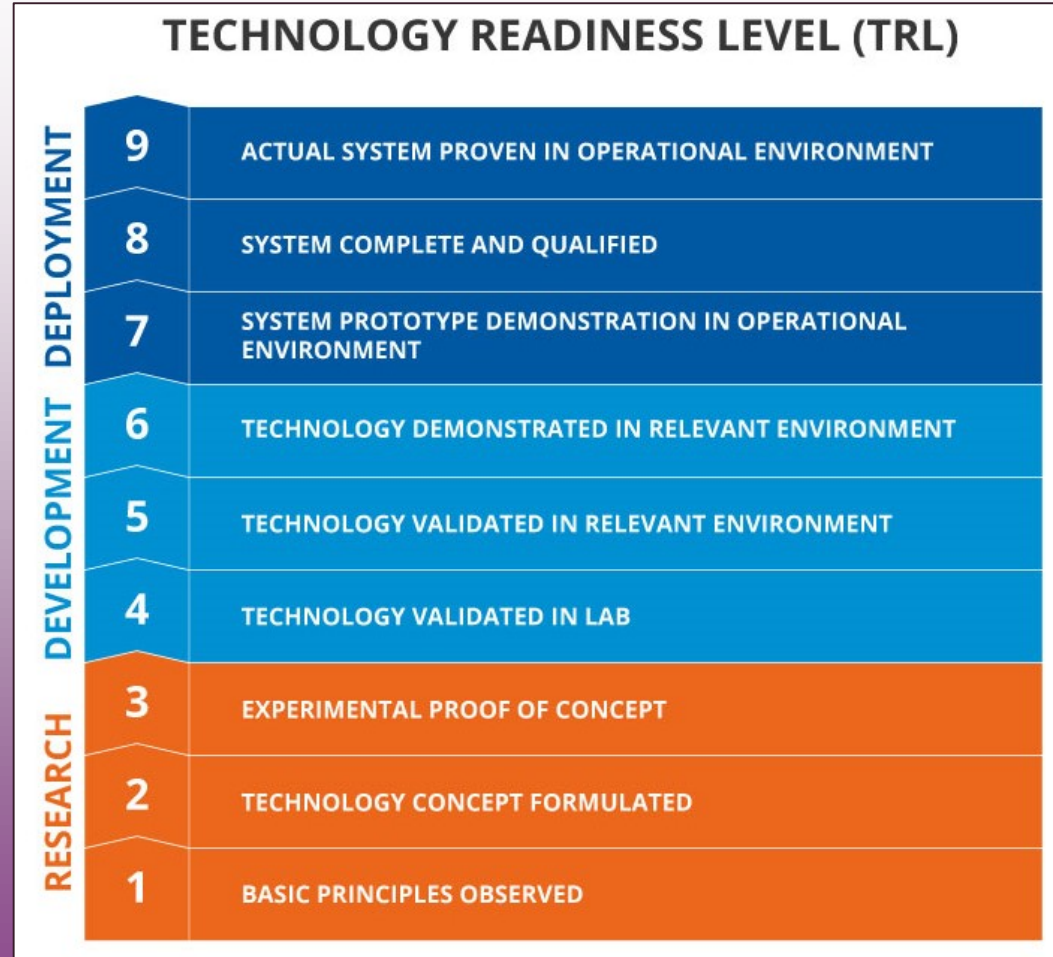 TECHNOLOGY READINESS LEVEL (TRL)
DEPLOYMENT
9 ACTUAL SYSTEM PROVEN IN OPERATIONAL ENVIRONMENT
8 SYSTEM COMPLETE AND QUALIFIED
7 SYSTEM PROTOTYPE DEMONSTRATION IN OPERATIONAL
ENVIRONMENT
DEVELOPMENT
6 TECHNOLOGY DEMONSTRATED IN RELEVANT ENVIRONMENT
5 TECHNOLOGY VALIDATED IN RELEVANT ENVIRONMENT
4 TECHNOLOGY VALIDATED IN LAB
RESEARCH
3 EXPERIMENTAL PROOF OF CONCEPT
2 TECHNOLOGY CONCEPT FORMULATED
1 BASIC PRINCIPLES OBSERVED